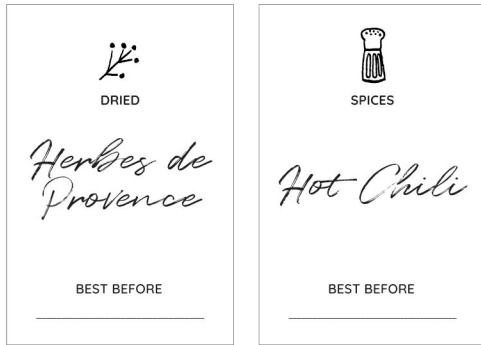 DRIED
Herbes de
Provence
BEST BEFORE
SPICES
Hot Chili
BEST BEFORE